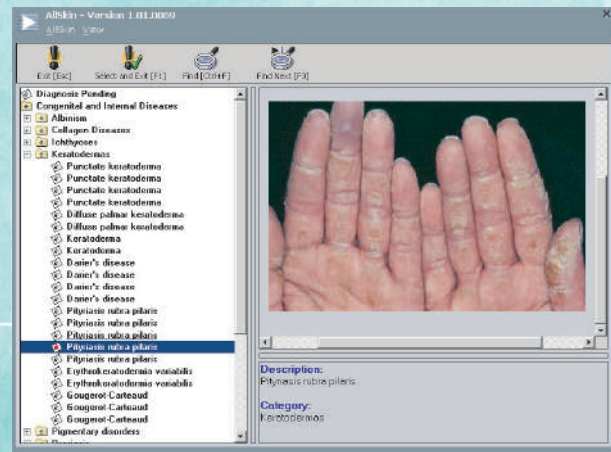 AllSkin - Version 1.01.0009
AllSkin View
Exit [Esc] Select and Exit [F1] Find [Ctrl+F] Find Next [F3]
Diagnosis Pending
Congenital and Internal Diseases
Albinism
Collagen Diseases
Ichthyoses
Keratodermas
Punctate keratoderma
Punctate keratoderma
Punctate keratoderma
Punctate keratoderma
Diffuse palmar keratoderma
Diffuse palmar keratoderma
Keratoderma
Keratoderma
Darier's disease
Darier's disease
Darier's disease
Darier's disease
Pityriasis rubra pilaris
Pityriasis rubra pilaris
Pityriasis rubra pilaris
Pityriasis rubra pilaris
Pityriasis rubra pilaris
Erythrokeratodermia variabilis
Erythrokeratodermia variabilis
Gougerot-Carteaud
Gougerot-Carteaud
Gougerot-Carteaud
Pigmentary disorders
Description:
Pityriasis rubra pilaris
Category:
Keratodermas